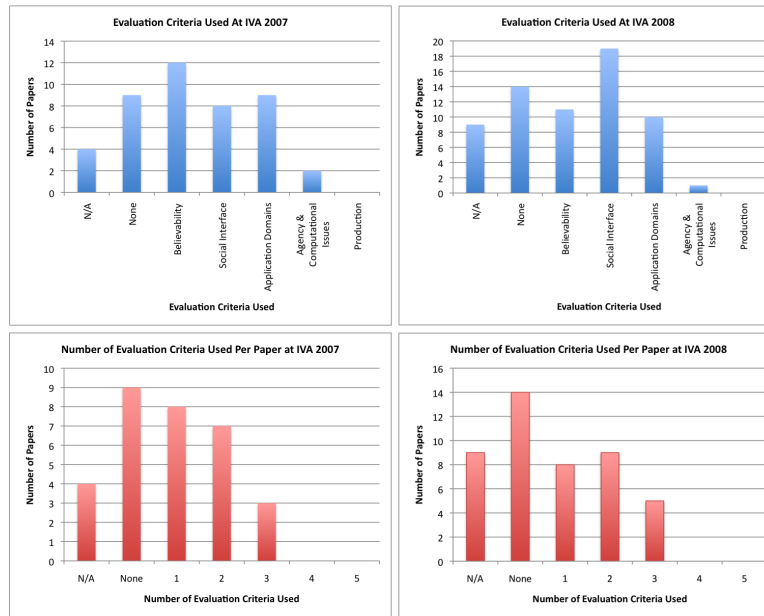 Evaluation Criteria Used At IVA 2007
Number of Papers
14
12
10
8
6
4
2
0
N/A
None
Believability
Social Interface
Application Domains
Agency &
Computational
Issues
Production
Evaluation Criteria Used
Evaluation Criteria Used At IVA 2008
Number of Papers
20
18
16
14
12
10
8
6
4
2
0
N/A
None
Believability
Social Interface
Application Domains
Agency &
Computational
Issues
Production
Evaluation Criteria Used
Number of Evaluation Criteria Used Per Paper at IVA 2007
Number of Papers
10
9
8
7
6
5
4
3
2
1
0
N/A None 1 2 3 4 5
Number of Evaluation Criteria Used
Number of Evaluation Criteria Used Per Paper at IVA 2008
Number of Papers
16
14
12
10
8
6
4
2
0
N/A None 1 2 3 4 5
Number of Evaluation Criteria Used